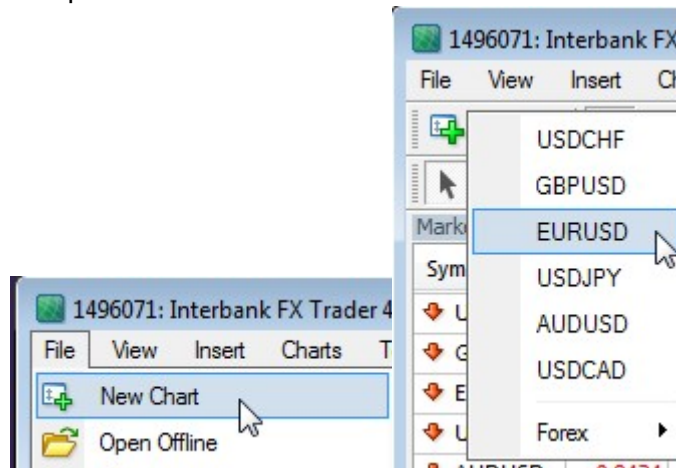 1496071: Interbank FX
File View Insert
USDCHF
GBPUSD
EURUSD
Sym
USDJPY
AUDUSD
USDCAD
Forex
1496071: Interbank FX Trader 4
File View Insert Charts
New Chart
Open Offline